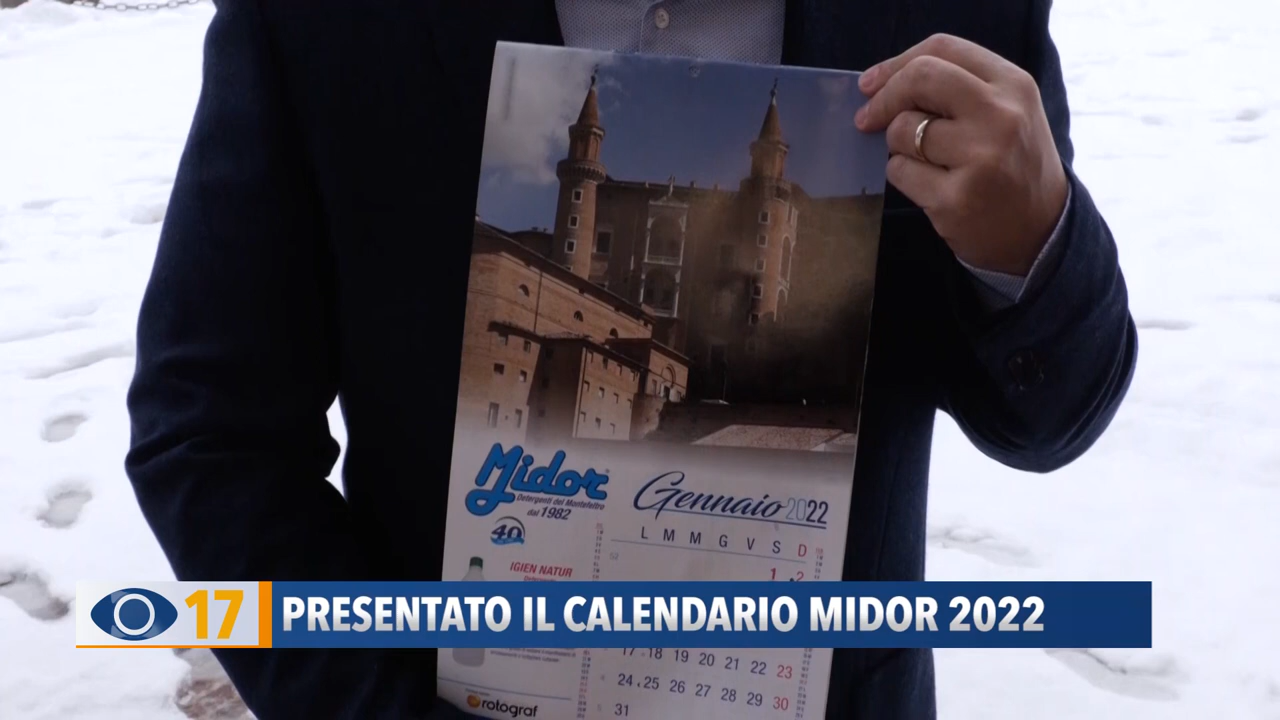 Midor
Detergenti del Montefeltro
dal 1982
40
Gennaio 2022
L M M G V S D
1 2
IGIEN NATUR
17 PRESENTATO IL CALENDARIO MIDOR 2022
17 18 19 20 21 22 23
24 25 26 27 28 29 30
31
rotograf